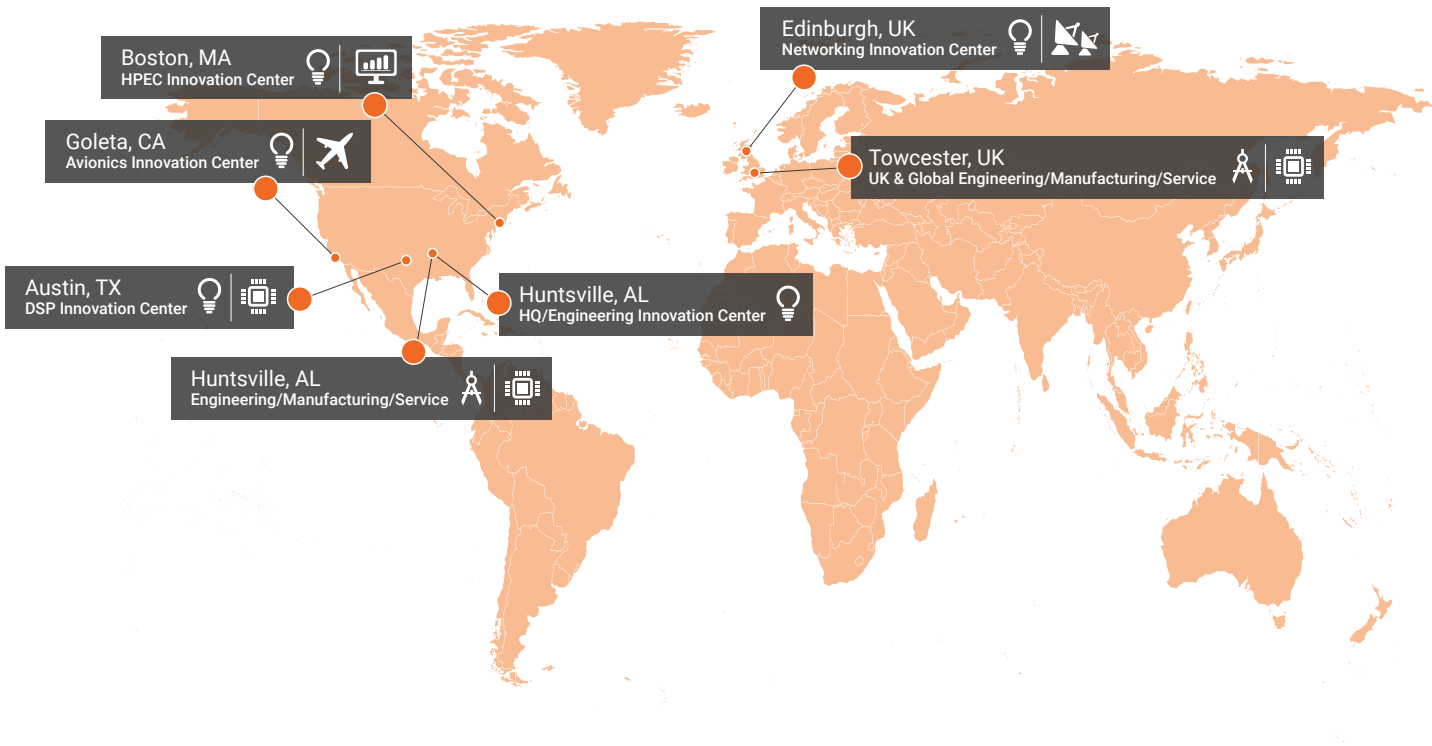 Edinburgh, UK
Networking Innovation Center
Boston, MA
HPEC Innovation Center
Goleta, CA
Avionics Innovation Center
Towcester, UK
UK & Global Engineering/Manufacturing/Service
Austin, TX
DSP Innovation Center
Huntsville, AL
HQ/Engineering Innovation Center
Huntsville, AL
Engineering/Manufacturing/Service